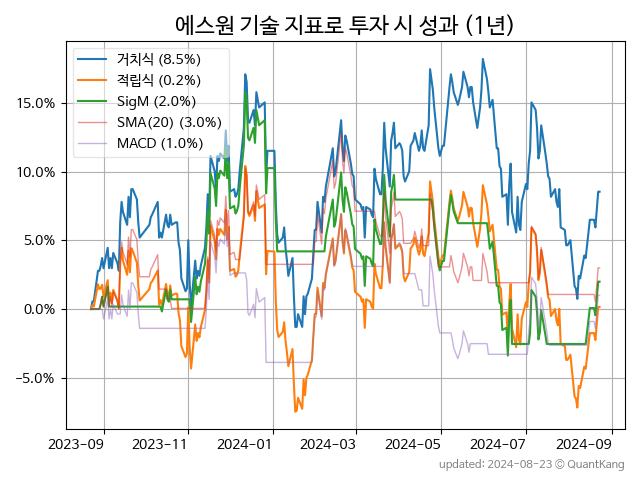 에스원 기술 지표로 투자 시 성과 (1년)
거치식 (8.5%)
적립식 (0.2%)
SigM (2.0%)
SMA(20) (3.0%)
MACD (1.0%)
15.0%
10.0%
5.0%
0.0%
−5.0%
2023-09 2023-11 2024-01 2024-03 2024-05 2024-07 2024-09
updated: 2024-08-23 ⓒ QuantKang